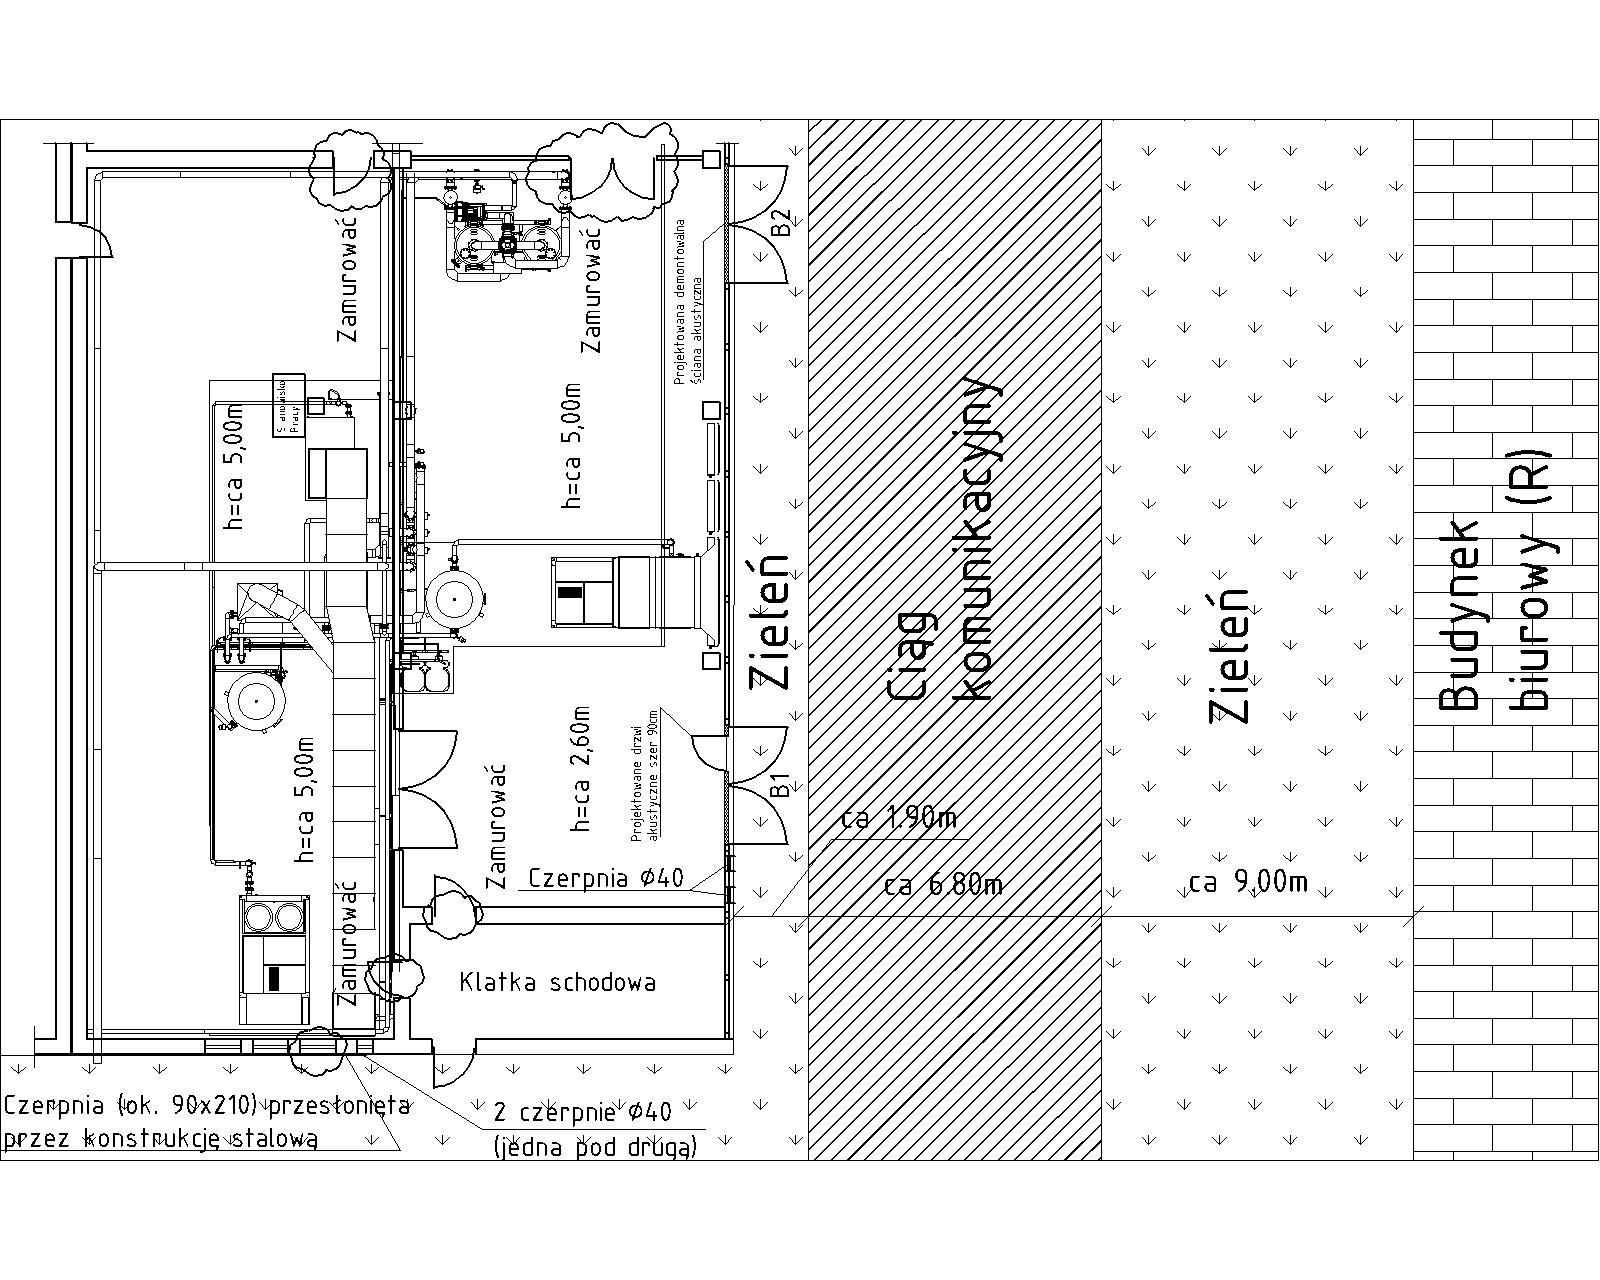 Zamurować
Zamurować
Projektowana demontowalna
ściana akustyczna
B2
Stanowisko
Pracy
h=ca 5,00m
h=ca 5,00m
Zieleń
Ciąg
komunikacyjny
Zieleń
Budynek
biurowy (R)
h=ca 5,00m
Zamurować
h=ca 2,60m
Projektowane drzwi
akustyczne szer 90cm
B1
ca 1.90m
Czerpnia Ø40
ca 6.80m
ca 9,00m
Zamurować
Klatka schodowa
Czerpnia (ok. 90x210) przesłonięta
przez konstrukcję stalową
2 czerpnie Ø40
(jedna pod drugą)